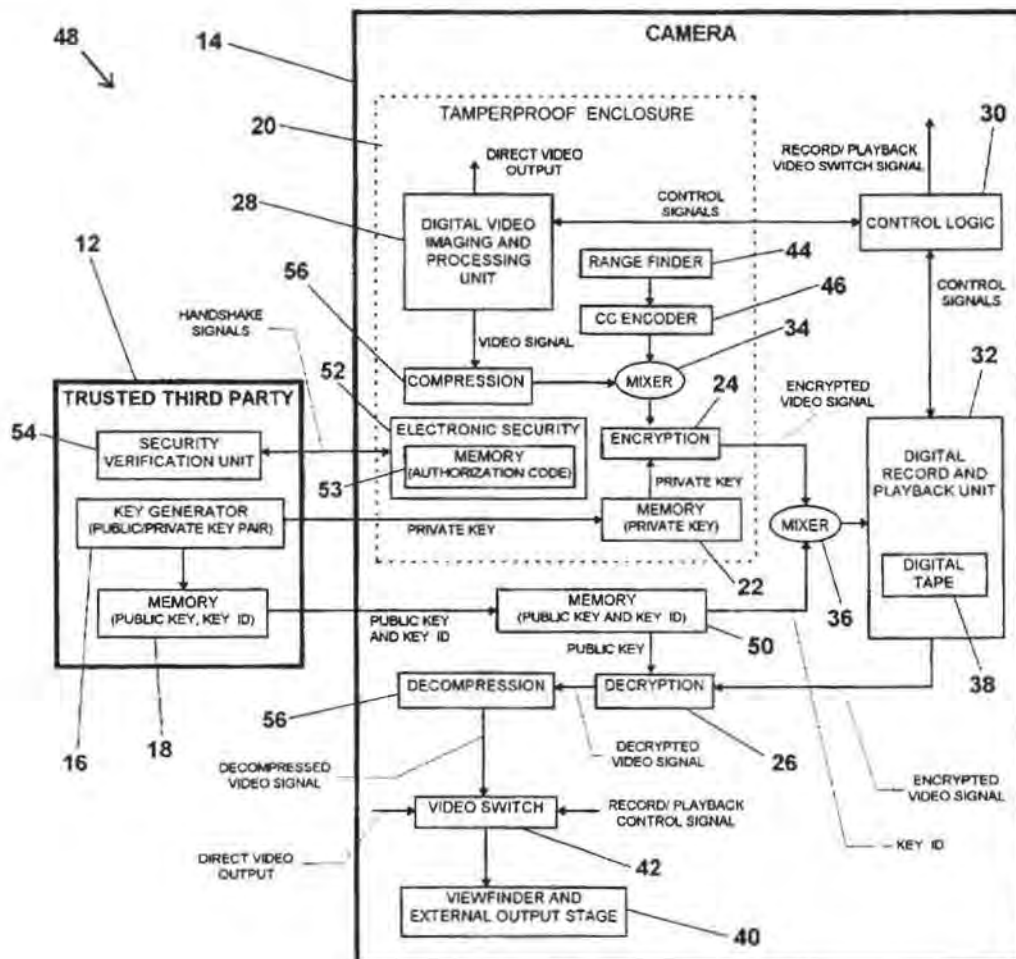 CAMERA
48
14
TAMPERPROOF ENCLOSURE
20
DIRECT VIDEO
OUTPUT
RECORD/ PLAYBACK
VIDEO SWITCH SIGNAL
30
28
DIGITAL VIDEO
IMAGING AND
PROCESSING
UNIT
CONTROL
SIGNALS
CONTROL LOGIC
12
RANGE FINDER
44
56
CC ENCODER
46
CONTROL
SIGNALS
HANDSHAKE
SIGNALS
VIDEO SIGNAL
34
COMPRESSION
MIXER
32
TRUSTED THIRD PARTY
52
24
ENCRYPTED
VIDEO SIGNAL
54
SECURITY
VERIFICATION UNIT
ELECTRONIC SECURITY
MEMORY
(AUTHORIZATION CODE)
53
ENCRYPTION
DIGITAL
RECORD AND
PLAYBACK UNIT
PRIVATE KEY
KEY GENERATOR
(PUBLIC/PRIVATE KEY PAIR)
PRIVATE KEY
MEMORY
(PRIVATE KEY)
MIXER
22
DIGITAL
TAPE
MEMORY
(PUBLIC KEY, KEY ID)
PUBLIC KEY
AND KEY ID
MEMORY
(PUBLIC KEY AND KEY ID)
36
50
PUBLIC KEY
38
DECOMPRESSION
DECRYPTION
56
16
18
DECRYPTED
VIDEO SIGNAL
26
DECOMPRESSED
VIDEO SIGNAL
ENCRYPTED
VIDEO SIGNAL
VIDEO SWITCH
RECORD/ PLAYBACK
CONTROL SIGNAL
KEY ID
DIRECT VIDEO
OUTPUT
42
VIEWFINDER AND
EXTERNAL OUTPUT STAGE
40